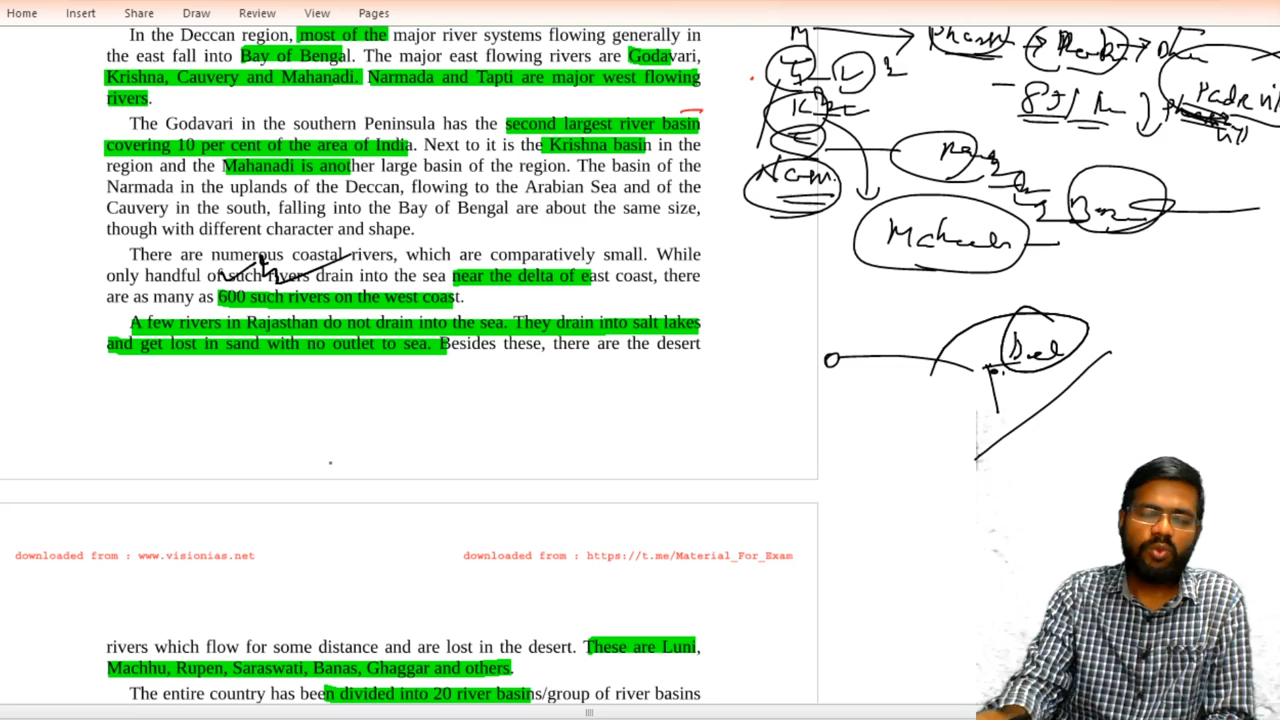 Home Insert Share Draw Review View Pages
In the Deccan region, most of the major river systems flowing generally in
the east fall into Bay of Bengal. The major east flowing rivers are Godavari,
Krishna, Cauvery and Mahanadi. Narmada and Tapti are major west flowing
rivers.
The Godavari in the southern Peninsula has the second largest river basin
covering 10 per cent of the area of India. Next to it is the Krishna basin in the
region and the Mahanadi is another large basin of the region. The basin of the
Narmada in the uplands of the Deccan, flowing to the Arabian Sea and of the
Cauvery in the south, falling into the Bay of Bengal are about the same size,
though with different character and shape.
There are numerous coastal rivers, which are comparatively small. While
only handful of such rivers drain into the sea near the delta of east coast, there
are as many as 600 such rivers on the west coast.
A few rivers in Rajasthan do not drain into the sea. They drain into salt lakes
and get lost in sand with no outlet to sea. Besides these, there are the desert
downloaded from : www.visionias.net
downloaded from : https://t.me/Material_For_Exam
rivers which flow for some distance and are lost in the desert. These are Luni,
Machhu, Rupen, Saraswati, Banas, Ghaggar and others.
The entire country has been divided into 20 river basins/group of river basins